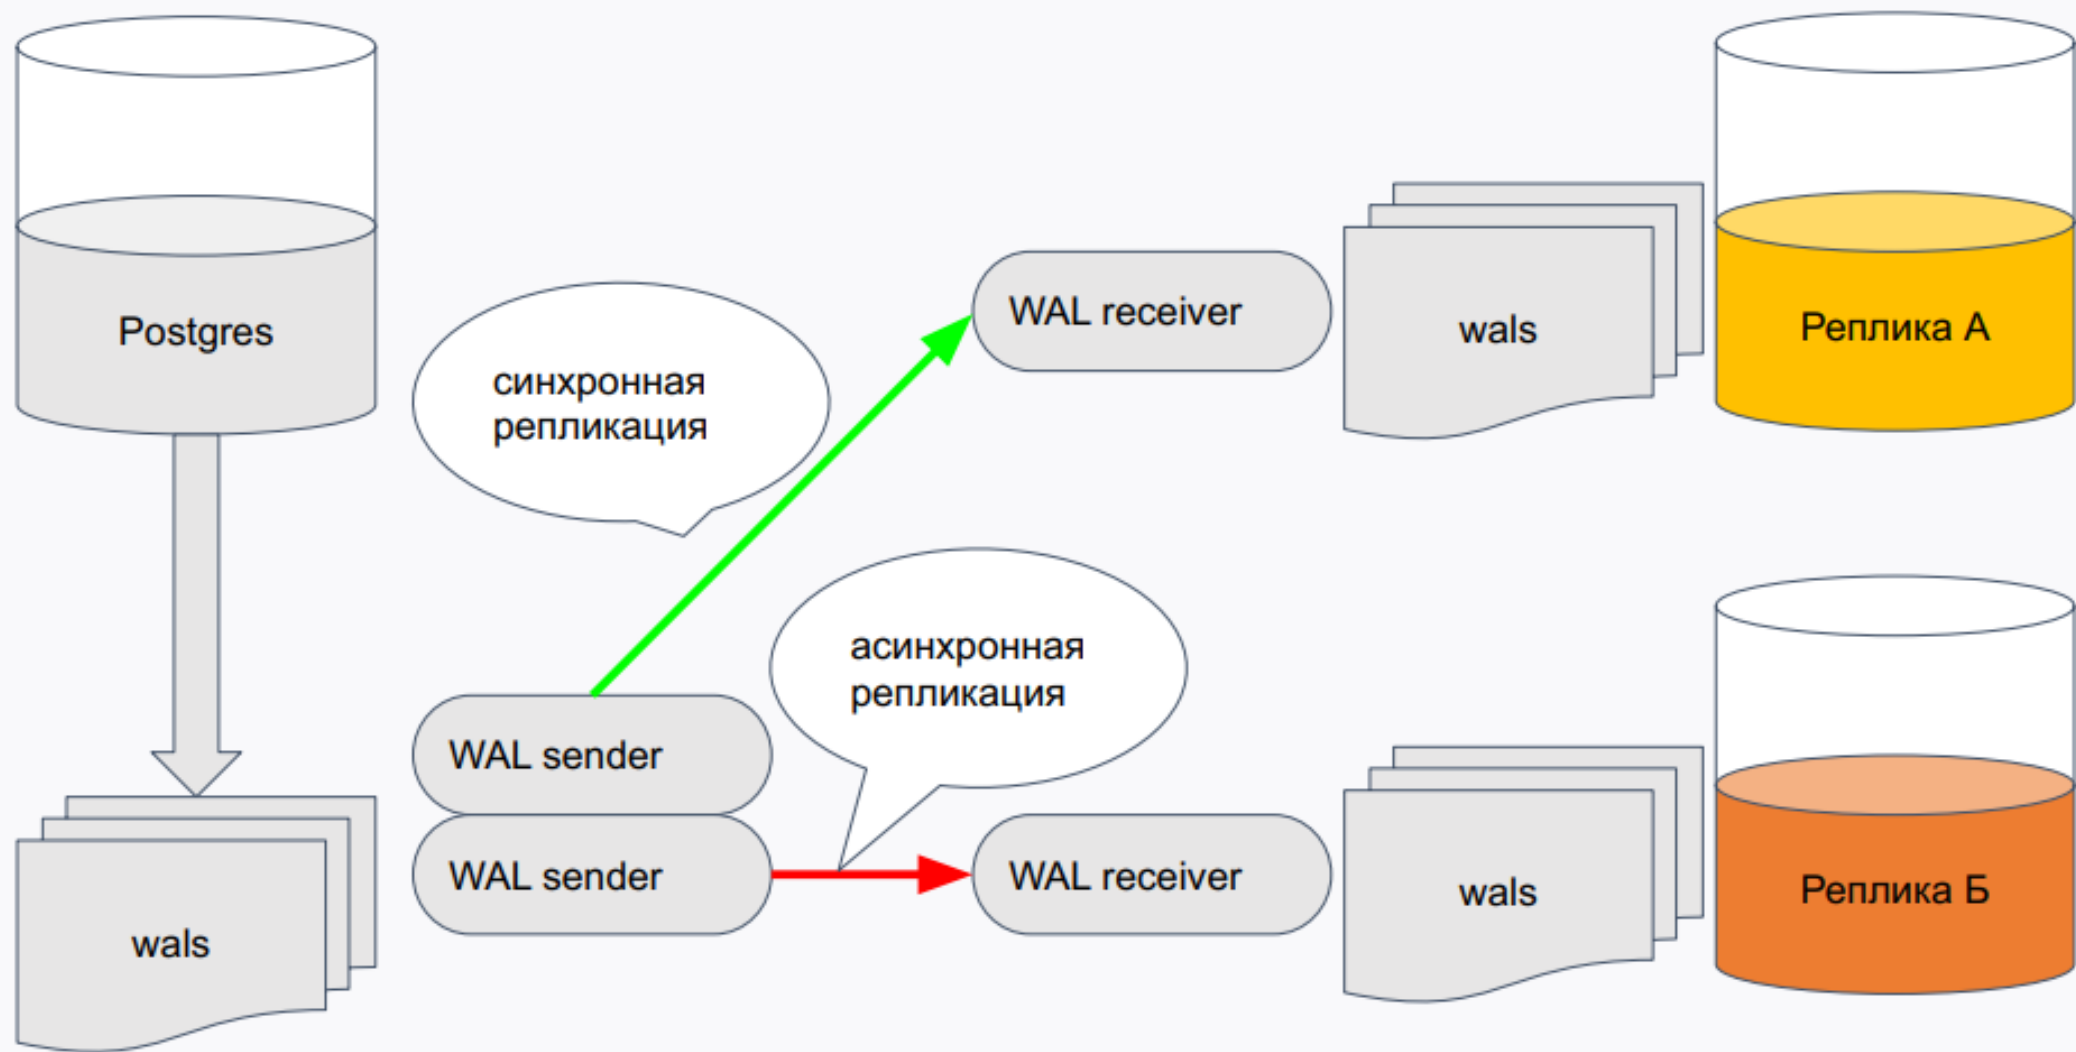 Postgres
WAL receiver
wals
Реплика А
синхронная
репликация
асинхронная
репликация
WAL sender
WAL sender
WAL receiver
wals
Реплика Б
wals